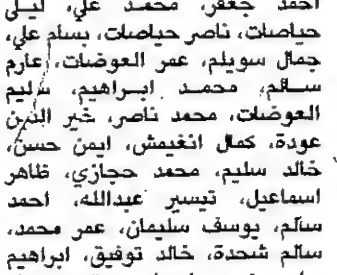 احمد جعفر، محمد علي، ليلى
حياصات، ناصر حياصات، بسام علي،
جمال سويلم، عمر العوضات، عارم
سالم، محمد ابراهيم، سليم
العوضات، محمد ناصر، خير الدين
عودة، كمال انغيمش، ايمن حسن،
خالد سليم، محمد حجازي، ظاهر
اسماعيل، تيسير عبدالله، احمد
سالم، يوسف سليمان، عمر محمد،
سالم شحدة، خالد توفيق، ابراهيم